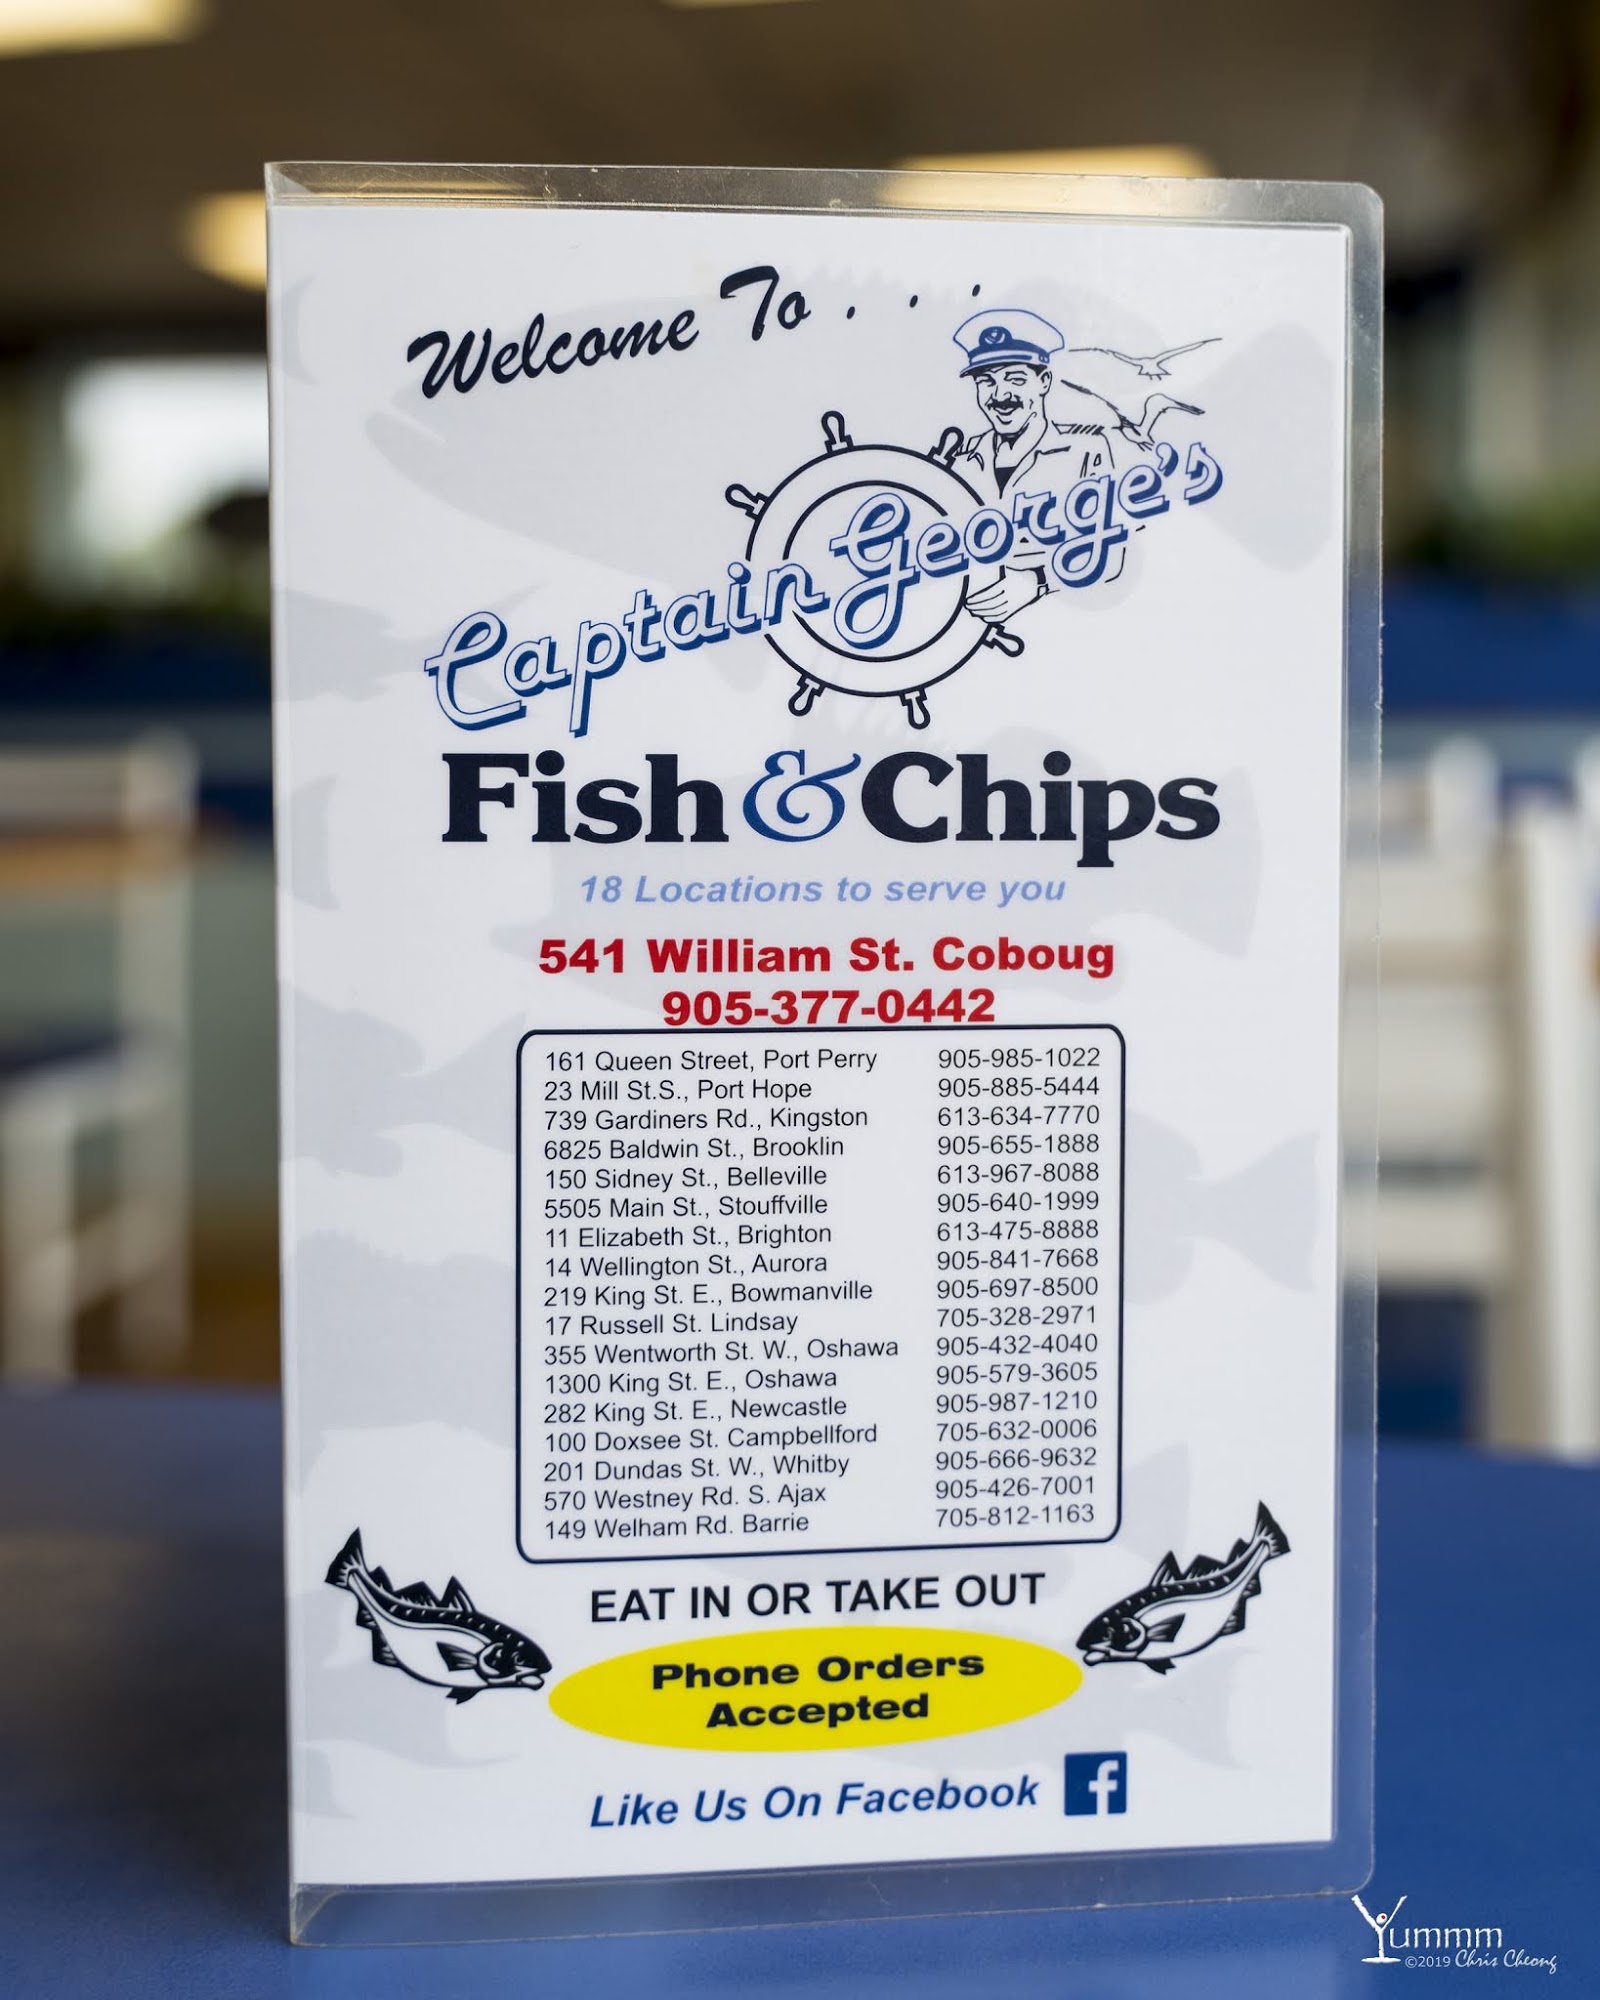 Welcome To . . .
Captain George's
Fish & Chips
18 Locations to serve you
541 William St. Coboug
905-377-0442
161 Queen Street, Port Perry 905-985-1022
23 Mill St.S., Port Hope 905-885-5444
739 Gardiners Rd., Kingston 613-634-7770
6825 Baldwin St., Brooklin 905-655-1888
150 Sidney St., Belleville 613-967-8088
5505 Main St., Stouffville 905-640-1999
11 Elizabeth St., Brighton 613-475-8888
14 Wellington St., Aurora 905-841-7668
219 King St. E., Bowmanville 905-697-8500
17 Russell St. Lindsay 705-328-2971
355 Wentworth St. W., Oshawa 905-432-4040
1300 King St. E., Oshawa 905-579-3605
282 King St. E., Newcastle 905-987-1210
100 Doxsee St. Campbellford 705-632-0006
201 Dundas St. W., Whitby 905-666-9632
570 Westney Rd. S. Ajax 905-426-7001
149 Welham Rd. Barrie 705-812-1163
EAT IN OR TAKE OUT
Phone Orders
Accepted
Like Us On Facebook f
Yummm
©2019 Chris Cheong